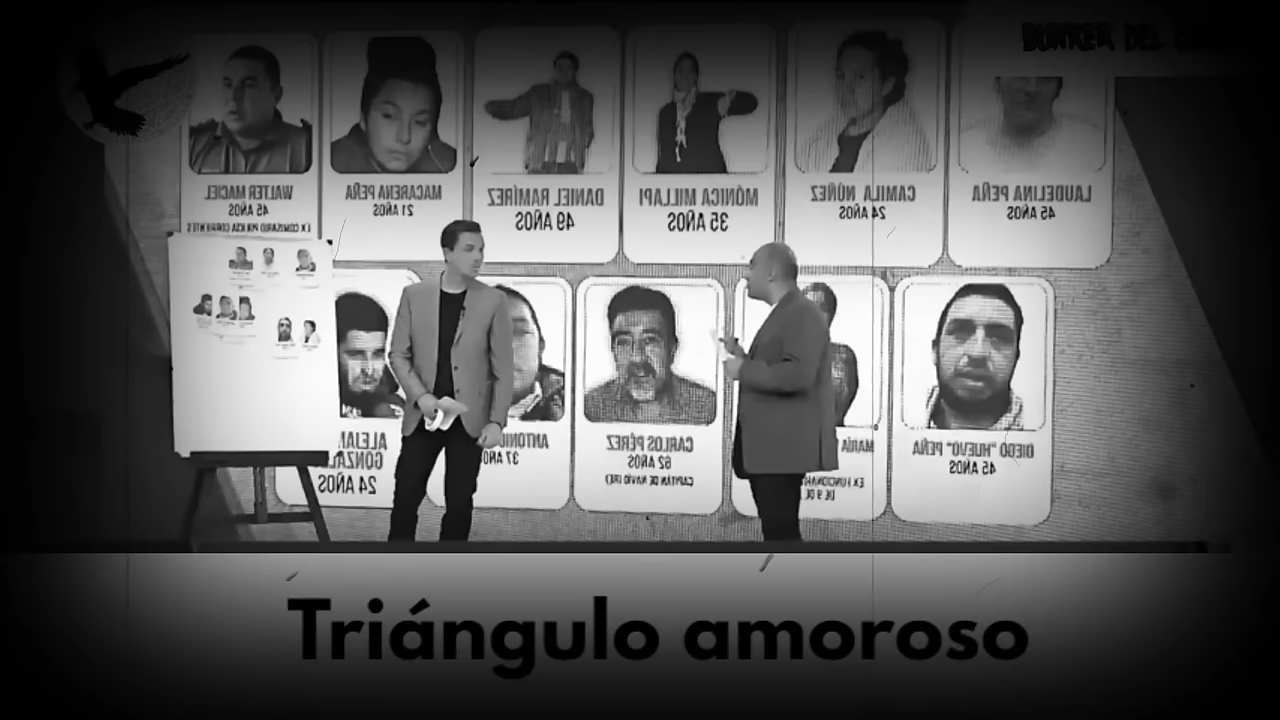 BUNKER DEL
WALTER MACIEL
45 AÑOS
EX COMISARIO POLICÍA CORRIENTES
MACARENA PEÑA
21 AÑOS
DANIEL RAMÍREZ
49 AÑOS
MÓNICA MILLAPI
35 AÑOS
CAMILA NÚÑEZ
24 AÑOS
LAUDELINA PEÑA
45 AÑOS
24 AÑOS
37 AÑOS
CARLOS PÉREZ
62 AÑOS
CAPITÁN DE NAVÍO (RE)
MARÍA
DIEGO "HUEVO" PEÑA
45 AÑOS
Triángulo amoroso